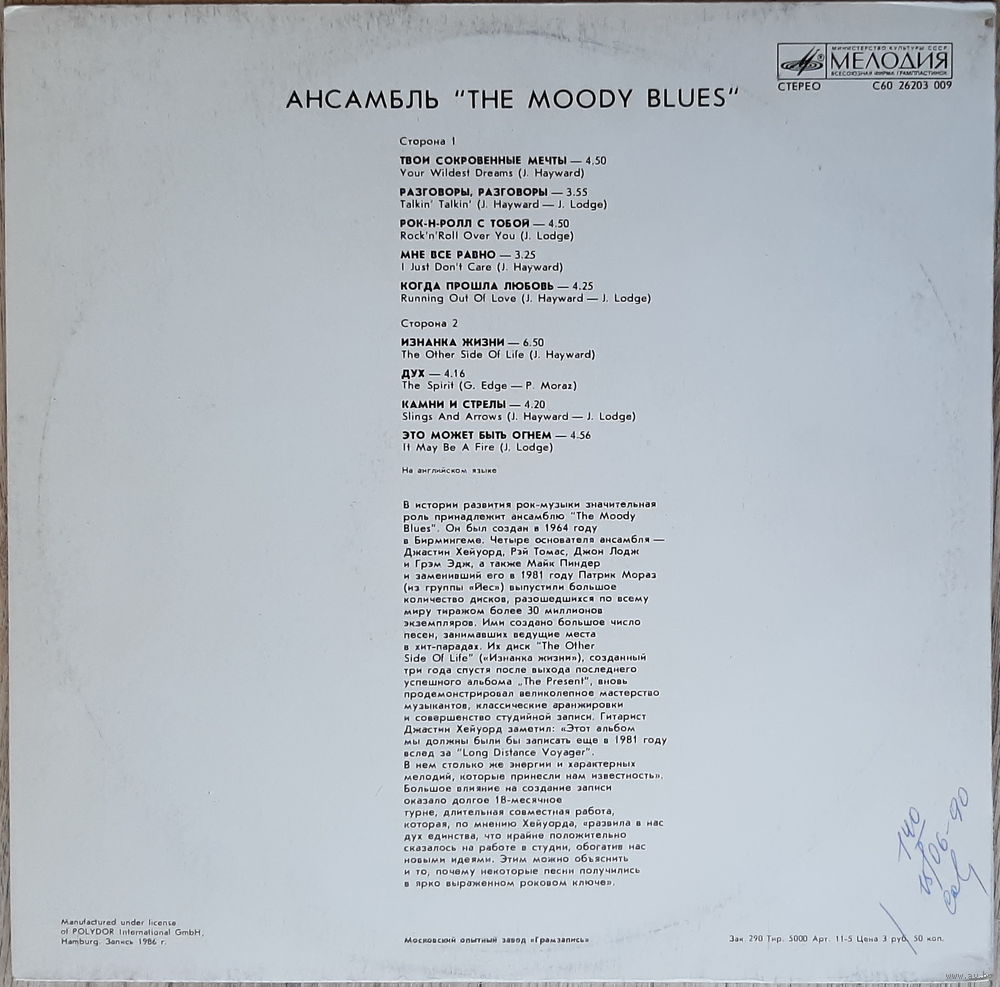 МИНИСТЕРСТВО КУЛЬТУРЫ СССР
МЕЛОДИЯ
ВСЕСОЮЗНАЯ ФИРМА ГРАМПЛАСТИНОК
СТЕРЕО С60 26203 009
АНСАМБЛЬ "THE MOODY BLUES"
Сторона 1
ТВОИ СОКРОВЕННЫЕ МЕЧТЫ — 4.50
Your Wildest Dreams (J. Hayward)
РАЗГОВОРЫ, РАЗГОВОРЫ — 3.55
Talkin' Talkin' (J. Hayward — J. Lodge)
РОК-Н-РОЛЛ С ТОБОЙ — 4.50
Rock'n'Roll Over You (J. Lodge)
МНЕ ВСЕ РАВНО — 3.25
I Just Don't Care (J. Hayward)
КОГДА ПРОШЛА ЛЮБОВЬ — 4.25
Running Out Of Love (J. Hayward — J. Lodge)
Сторона 2
ИЗНАНКА ЖИЗНИ — 6.50
The Other Side Of Life (J. Hayward)
ДУХ — 4.16
The Spirit (G. Edge — P. Moraz)
КАМНИ И СТРЕЛЫ — 4.20
Slings And Arrows (J. Hayward — J. Lodge)
ЭТО МОЖЕТ БЫТЬ ОГНЕМ — 4.56
It May Be A Fire (J. Lodge)
На английском языке
В истории развития рок-музыки значительная
роль принадлежит ансамблю "The Moody
Blues". Он был создан в 1964 году
в Бирмингеме. Четыре основателя ансамбля —
Джастин Хейуорд, Рэй Томас, Джон Лодж
и Грэм Эдж, а также Майк Пиндер
и заменивший его в 1981 году Патрик Мораз
(из группы «Йес») выпустили большое
количество дисков, разошедшихся по всему
миру тиражом более 30 миллионов
экземпляров. Ими создано большое число
песен, занимавших ведущие места
в хит-парадах. Их диск "The Other
Side Of Life" («Изнанка жизни»), созданный
три года спустя после выхода последнего
успешного альбома „The Present", вновь
продемонстрировал великолепное мастерство
музыкантов, классические аранжировки
и совершенство студийной записи. Гитарист
Джастин Хейуорд заметил: «Этот альбом
мы должны были бы записать еще в 1981 году
вслед за "Long Distance Voyager".
В нем столько же энергии и характерных
мелодий, которые принесли нам известность».
Большое влияние на создание записи
оказало долгое 18-месячное
турне, длительная совместная работа,
которая, по мнению Хейуорда, «развила в нас
дух единства, что крайне положительно
сказалось на работе в студии, обогатив нас
новыми идеями. Этим можно объяснить
и то, почему некоторые песни получились
в ярко выраженном роковом ключе».
140
Manufactured under license
of POLYDOR International GmbH,
Hamburg. Запись 1986 г.
Московский опытный завод «Грамзапись»
Зак. 290 Тир. 5000 Арт. 11-5 Цена 3 руб. 50 коп.
www.au.by